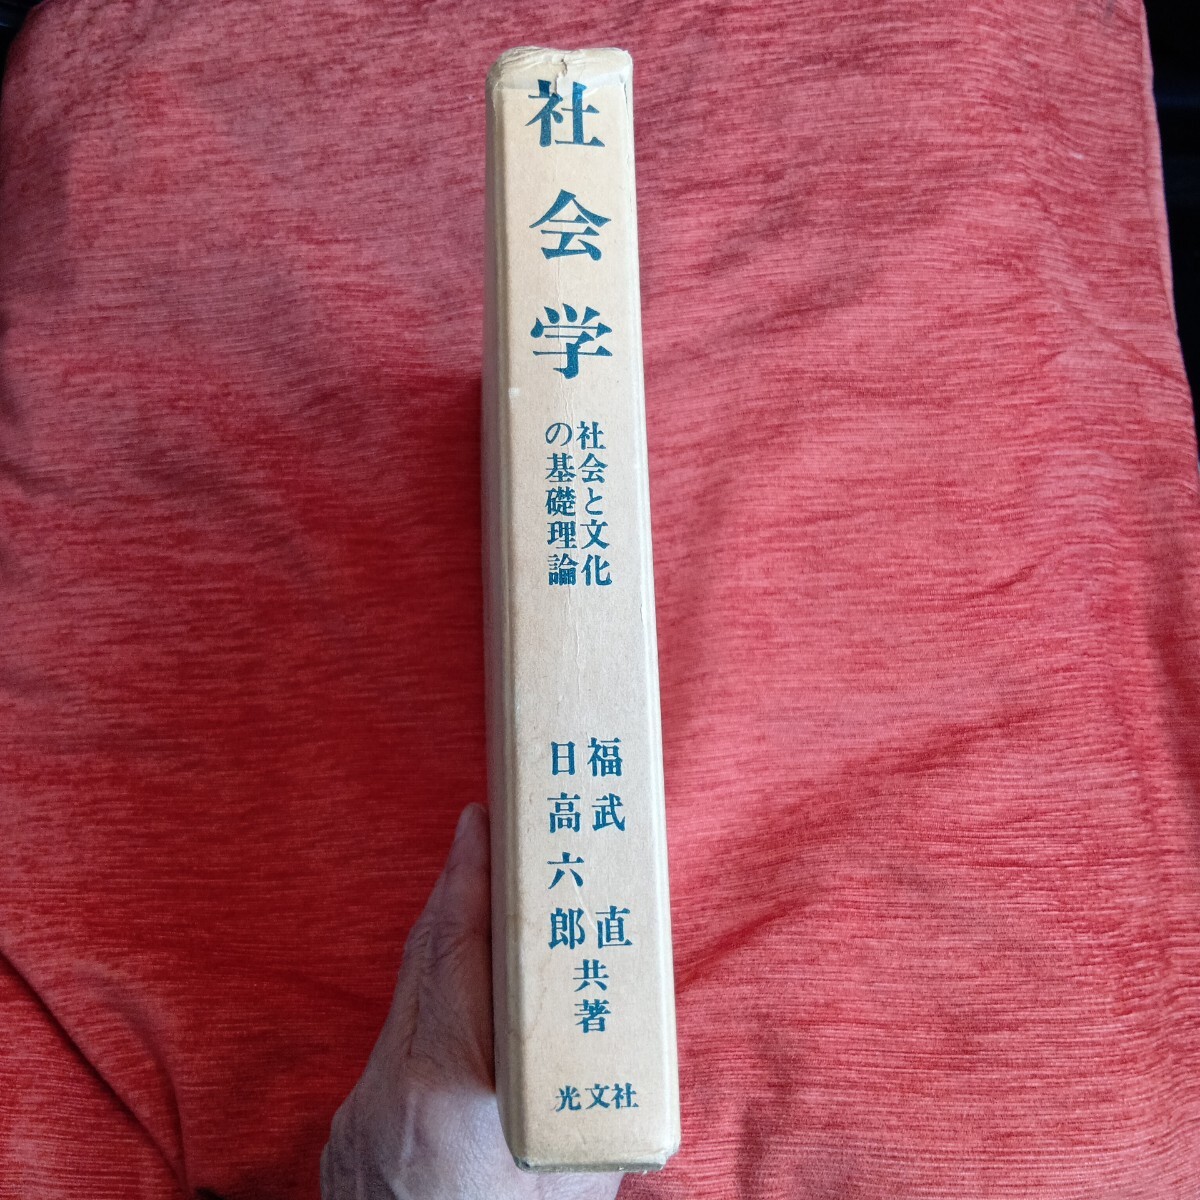 社会学
社会と文化
の基礎理論
福武直
日高六郎
共著
光文社